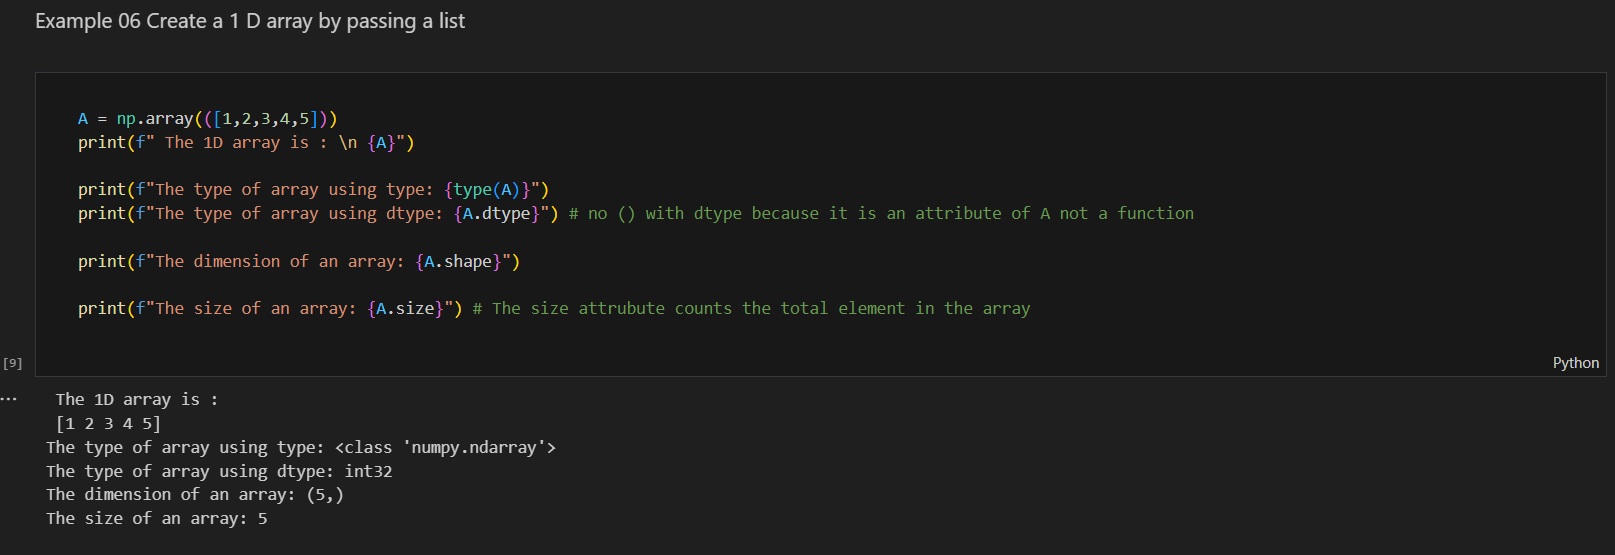 Example 06 Create a 1 D array by passing a list
A = np.array(([1,2,3,4,5]))
print(f" The 1D array is : \n {A}")
print(f"The type of array using type: {type(A)}")
print(f"The type of array using dtype: {A.dtype}") # no () with dtype because it is an attribute of A not a function
print(f"The dimension of an array: {A.shape}")
print(f"The size of an array: {A.size}") # The size attrubute counts the total element in the array
[9]
Python
...
The 1D array is :
[1 2 3 4 5]
The type of array using type: <class 'numpy.ndarray'>
The type of array using dtype: int32
The dimension of an array: (5,)
The size of an array: 5